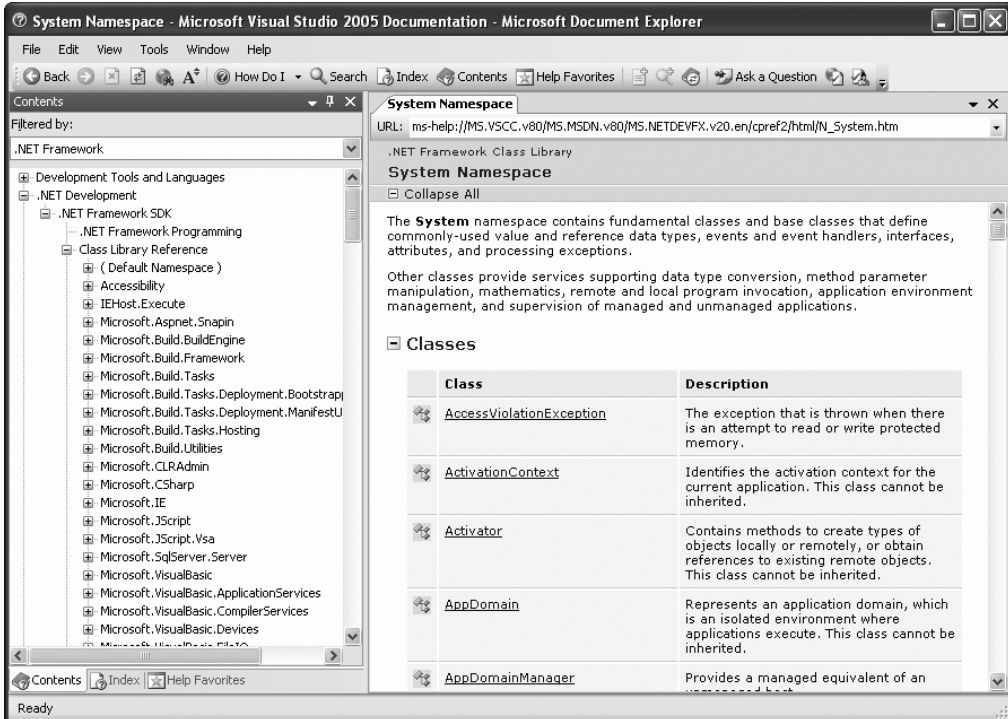 System Namespace - Microsoft Visual Studio 2005 Documentation - Microsoft Document Explorer
File Edit View Tools Window Help
Back How Do I Search Index Contents Help Favorites Ask a Question
Contents
Filtered by:
.NET Framework
Development Tools and Languages
.NET Development
.NET Framework SDK
.NET Framework Programming
Class Library Reference
( Default Namespace )
Accessibility
IEHost.Execute
Microsoft.Aspnet.Snapin
Microsoft.Build.BuildEngine
Microsoft.Build.Framework
Microsoft.Build.Tasks
Microsoft.Build.Tasks.Deployment.Bootstrapp
Microsoft.Build.Tasks.Deployment.ManifestU
Microsoft.Build.Tasks.Hosting
Microsoft.Build.Utilities
Microsoft.CLRAdmin
Microsoft.CSharp
Microsoft.IE
Microsoft.JScript
Microsoft.JScript.Vsa
Microsoft.SqlServer.Server
Microsoft.VisualBasic
Microsoft.VisualBasic.ApplicationServices
Microsoft.VisualBasic.CompilerServices
Microsoft.VisualBasic.Devices
Microsoft.VisualBasic.FileIO
Contents Index Help Favorites
Ready
System Namespace
URL: ms-help://MS.VSCC.v80/MS.MSDN.v80/MS.NETDEVFX.v20.en/cpref2/html/N_System.htm
.NET Framework Class Library
System Namespace
Collapse All
The System namespace contains fundamental classes and base classes that define
commonly-used value and reference data types, events and event handlers, interfaces,
attributes, and processing exceptions.
Other classes provide services supporting data type conversion, method parameter
manipulation, mathematics, remote and local program invocation, application environment
management, and supervision of managed and unmanaged applications.
Classes
Class Description
AccessViolationException The exception that is thrown when there
is an attempt to read or write protected
memory.
ActivationContext Identifies the activation context for the
current application. This class cannot be
inherited.
Activator Contains methods to create types of
objects locally or remotely, or obtain
references to existing remote objects.
This class cannot be inherited.
AppDomain Represents an application domain, which
is an isolated environment where
applications execute. This class cannot be
inherited.
AppDomainManager Provides a managed equivalent of an
unmanaged host.